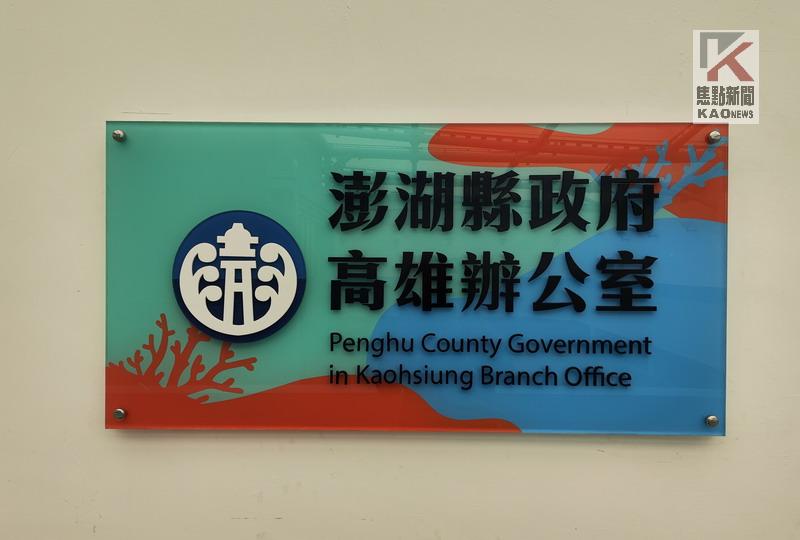 焦點新聞
KAONEWS
澎湖縣政府
高雄辦公室
Penghu County Government
in Kaohsiung Branch Office